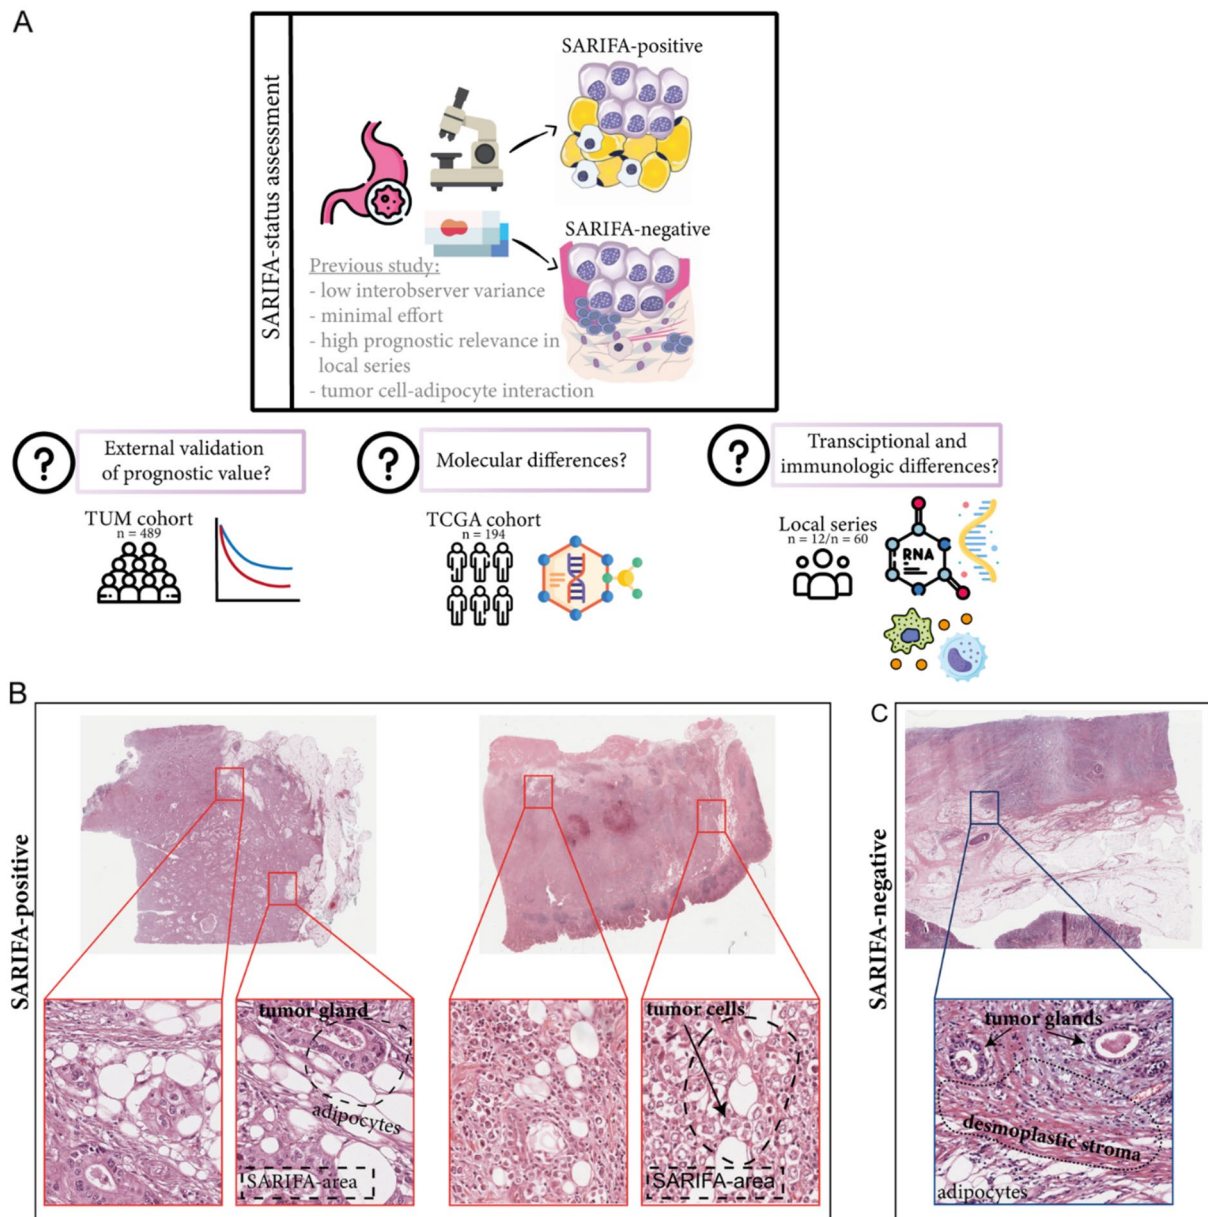 A
SARIFA-status assessment
SARIFA-positive
SARIFA-negative
Previous study:
- low interobserver variance
- minimal effort
- high prognostic relevance in
local series
- tumor cell-adipocyte interaction
?
External validation
of prognostic value?
?
Molecular differences?
?
Transciptional and
immunologic differences?
TUM cohort
n = 489
TCGA cohort
n = 194
Local series
n = 12/n = 60
RNA
B
SARIFA-positive
tumor gland
adipocytes
SARIFA-area
tumor cells
SARIFA-area
C
SARIFA-negative
tumor glands
desmoplastic stroma
adipocytes